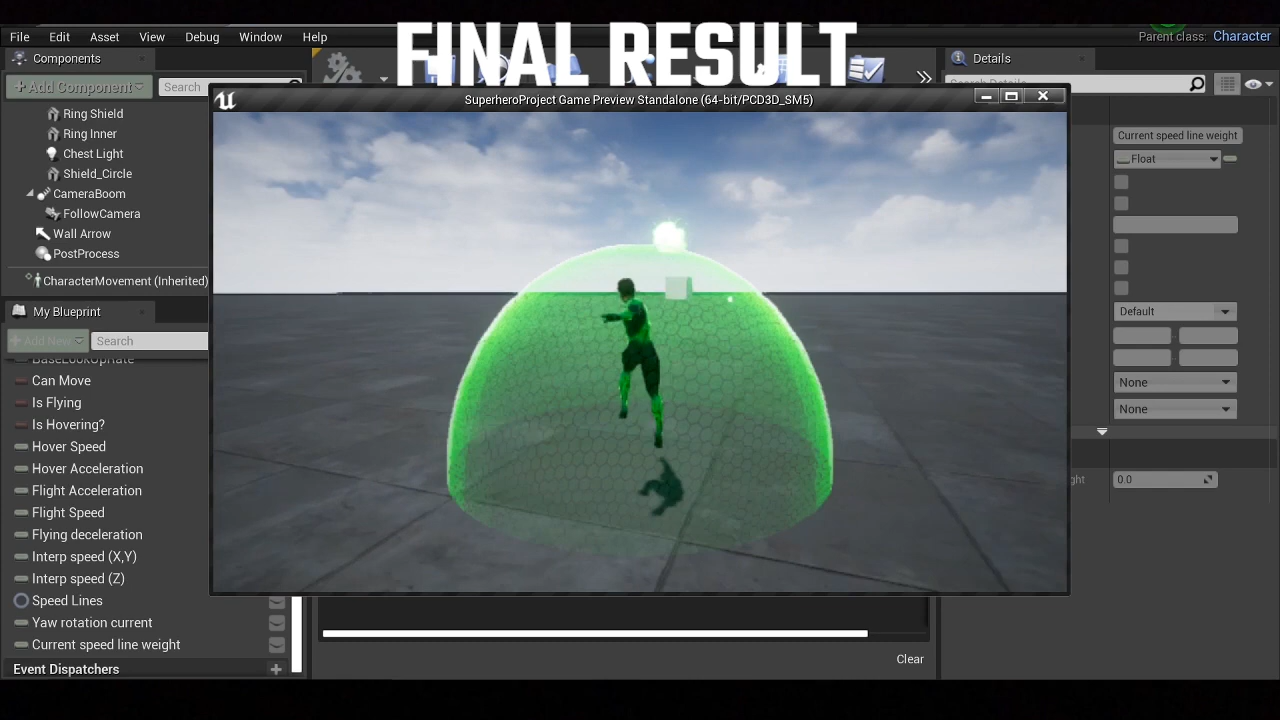 FINAL RESULT
File Edit Asset View Debug Window Help
Parent class: Character
Components
Details
+Add Component
Search
SuperheroProject Game Preview Standalone (64-bit/PCD3D_SM5)
Search Details
Ring Shield
Ring Inner
Chest Light
Shield_Circle
CameraBoom
FollowCamera
Wall Arrow
PostProcess
CharacterMovement (Inherited)
My Blueprint
+Add New
Search
BaseLookUpRate
Can Move
Is Flying
Is Hovering?
Hover Speed
Hover Acceleration
Flight Acceleration
Flight Speed
Flying deceleration
Interp speed (X,Y)
Interp speed (Z)
Speed Lines
Yaw rotation current
Current speed line weight
Event Dispatchers
Current speed line weight
Float
Default
None
None
ght 0.0
Clear